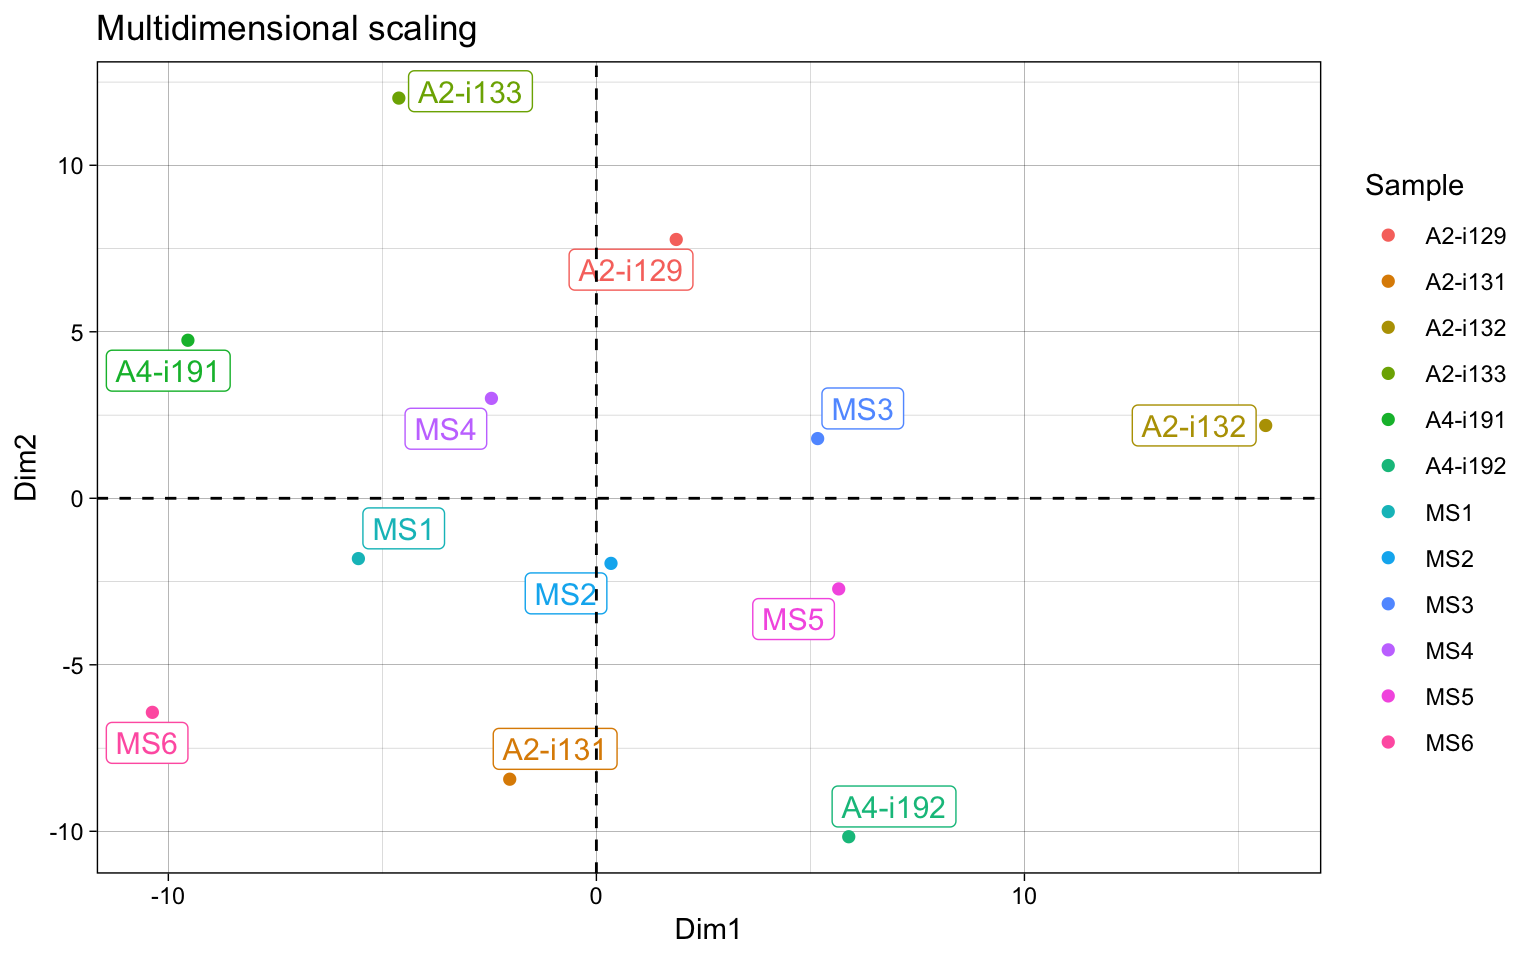 Multidimensional scaling
A2-i133
A2-i129
A4-i191
MS4
MS3
A2-i132
MS1
MS2
MS5
MS6
A2-i131
A4-i192
10
5
0
-5
-10
Dim2
-10
0
10
Dim1
Sample
A2-i129
A2-i131
A2-i132
A2-i133
A4-i191
A4-i192
MS1
MS2
MS3
MS4
MS5
MS6